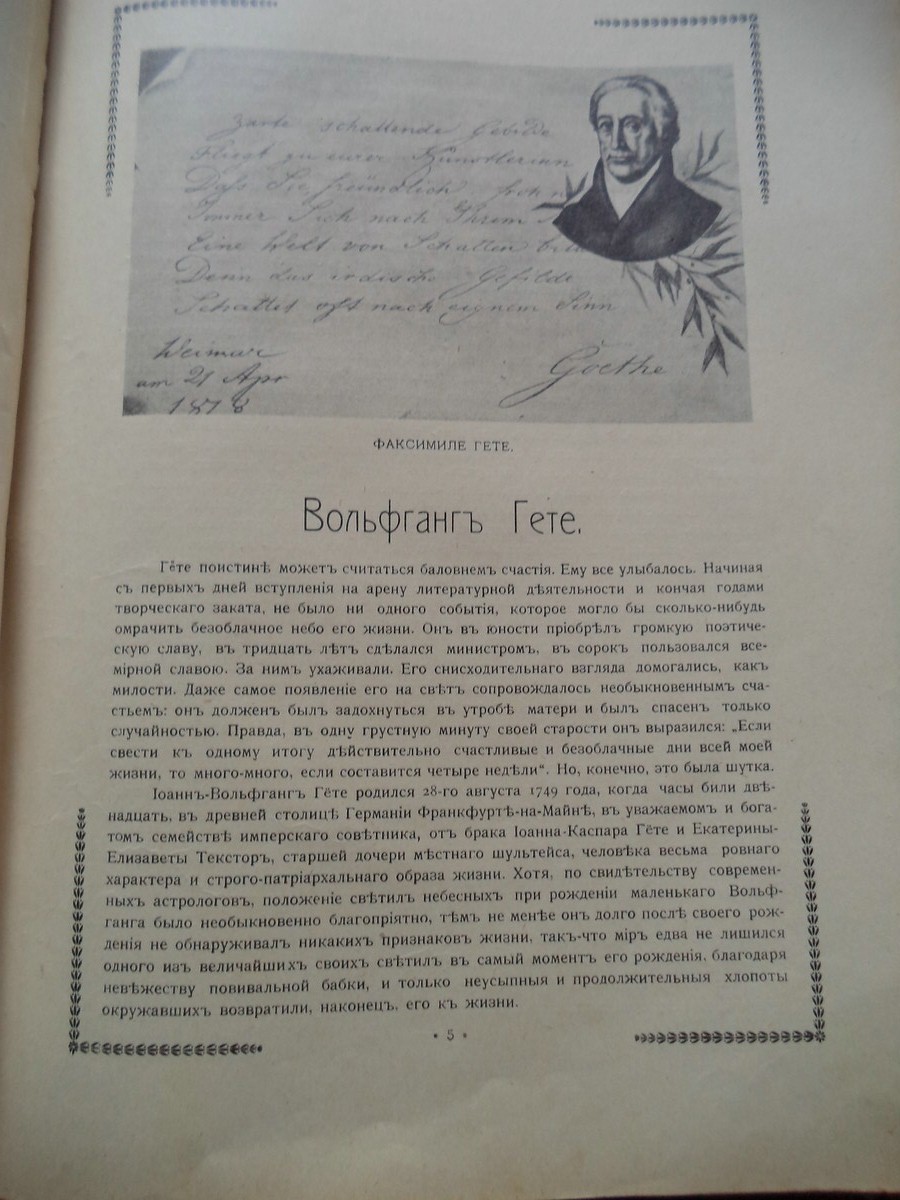 Zarte schattende Gebilde
Fliegt zu eurer Künstlerinn
Dass Sie freundlich, froh
Immer Sich nach Ihrem
Eine Welt von Schatten
Denn das irdische Gefilde
Schattet oft nach eignem Sinn
Weimar
am 21 Apr
Goethe
ФАКСИМИЛЕ ГЕТЕ.
Вольфгангъ Гете.
Гёте поистинѣ можетъ считаться баловнемъ счастія. Ему все улыбалось. Начиная
съ первыхъ дней вступленія на арену литературной дѣятельности и кончая годами
творческаго заката, не было ни одного событія, которое могло бы сколько-нибудь
омрачить безоблачное небо его жизни. Онъ въ юности пріобрѣлъ громкую поэтиче-
скую славу, въ тридцать лѣтъ сдѣлался министромъ, въ сорокъ пользовался все-
мірной славою. За нимъ ухаживали. Его снисходительнаго взгляда домогались, какъ
милости. Даже самое появленіе его на свѣтъ сопровождалось необыкновеннымъ сча-
стьемъ: онъ долженъ былъ задохнуться въ утробѣ матери и былъ спасенъ только
случайностью. Правда, въ одну грустную минуту своей старости онъ выразился: „Если
свести къ одному итогу дѣйствительно счастливые и безоблачные дни всей моей
жизни, то много-много, если составится четыре недѣли“. Но, конечно, это была шутка.
Іоаннъ-Вольфгангъ Гёте родился 28-го августа 1749 года, когда часы били двѣ-
надцать, въ древней столицѣ Германіи Франкфуртѣ-на-Майнѣ, въ уважаемомъ и бога-
томъ семействѣ имперскаго совѣтника, отъ брака Іоанна-Каспара Гёте и Екатерины-
Елизаветы Тексторъ, старшей дочери мѣстнаго шультейса, человѣка весьма ровнаго
характера и строго-патріархальнаго образа жизни. Хотя, по свидѣтельству современ-
ныхъ астрологовъ, положеніе свѣтилъ небесныхъ при рожденіи маленькаго Вольф-
ганга было необыкновенно благопріятно, тѣмъ не менѣе онъ долго послѣ своего рож-
денія не обнаруживалъ никакихъ признаковъ жизни, такъ-что міръ едва не лишился
одного изъ величайшихъ своихъ свѣтилъ въ самый моментъ его рожденія, благодаря
невѣжеству повивальной бабки, и только неусыпныя и продолжительныя хлопоты
окружавшихъ возвратили, наконецъ, его къ жизни.
• 5 •